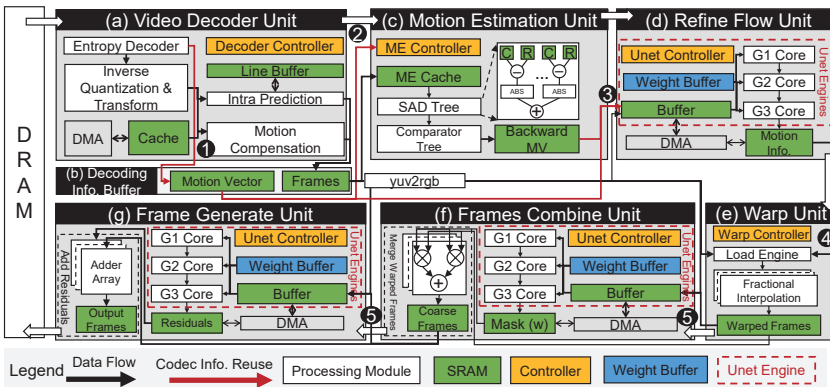 DRAM
(a) Video Decoder Unit
Entropy Decoder
Decoder Controller
Inverse
Quantization &
Transform
Line Buffer
Intra Prediction
DMA
Cache
1
Motion
Compensation
(b) Decoding
Info. Buffer
Motion Vector
Frames
yuv2rgb
2
(c) Motion Estimation Unit
ME Controller
ME Cache
SAD Tree
Comparator
Tree
C R C R
− ... −
ABS ... ABS
+
Backward
MV
3
(d) Refine Flow Unit
Unet Controller
Weight Buffer
Buffer
G1 Core
G2 Core
G3 Core
Unet Engines
DMA
Motion
Info.
(g) Frame Generate Unit
Add Residuals
Adder
Array
Output
Frames
G1 Core
G2 Core
G3 Core
Unet Controller
Weight Buffer
Buffer
Unet Engines
Residuals
DMA
5
(f) Frames Combine Unit
Merge Warped Frames
Coarse
Frames
G1 Core
G2 Core
G3 Core
Unet Controller
Weight Buffer
Buffer
Unet Engines
Mask (w)
DMA
5
(e) Warp Unit
Warp Controller
4
Load Engine
Fractional
Interpolation
Warped Frames
Legend
Data Flow
Codec Info. Reuse
Processing Module
SRAM
Controller
Weight Buffer
Unet Engine